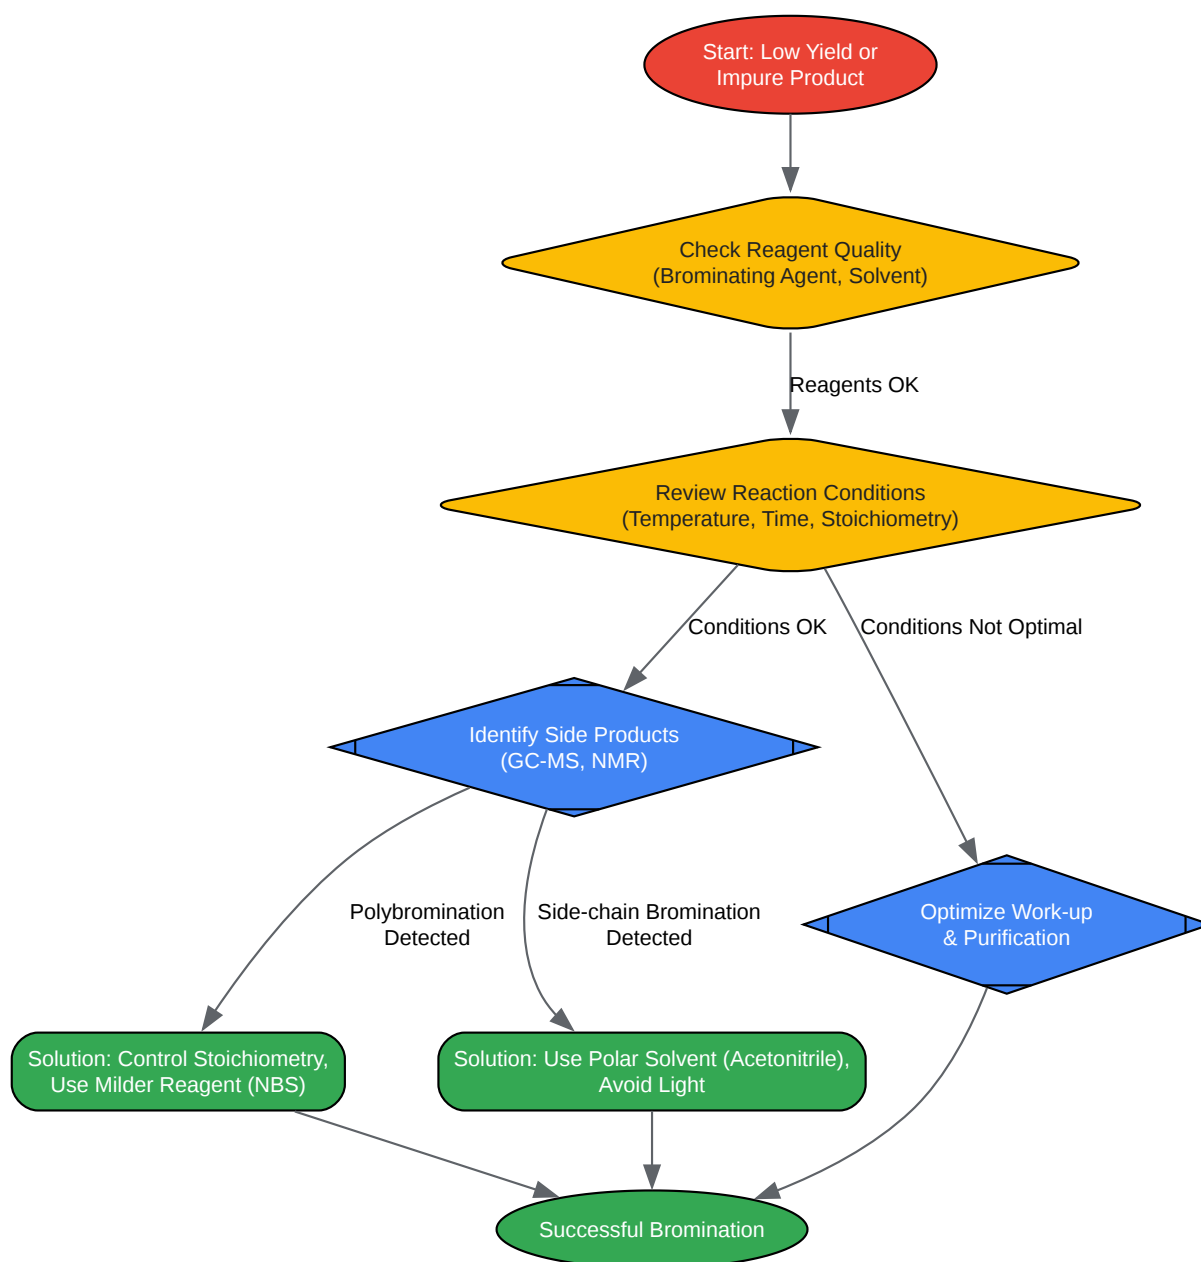 Start: Low Yield or
Impure Product
Check Reagent Quality
(Brominating Agent, Solvent)
Reagents OK
Review Reaction Conditions
(Temperature, Time, Stoichiometry)
Conditions OK
Conditions Not Optimal
Identify Side Products
(GC-MS, NMR)
Polybromination
Detected
Side-chain Bromination
Detected
Optimize Work-up
& Purification
Solution: Control Stoichiometry,
Use Milder Reagent (NBS)
Solution: Use Polar Solvent (Acetonitrile),
Avoid Light
Successful Bromination